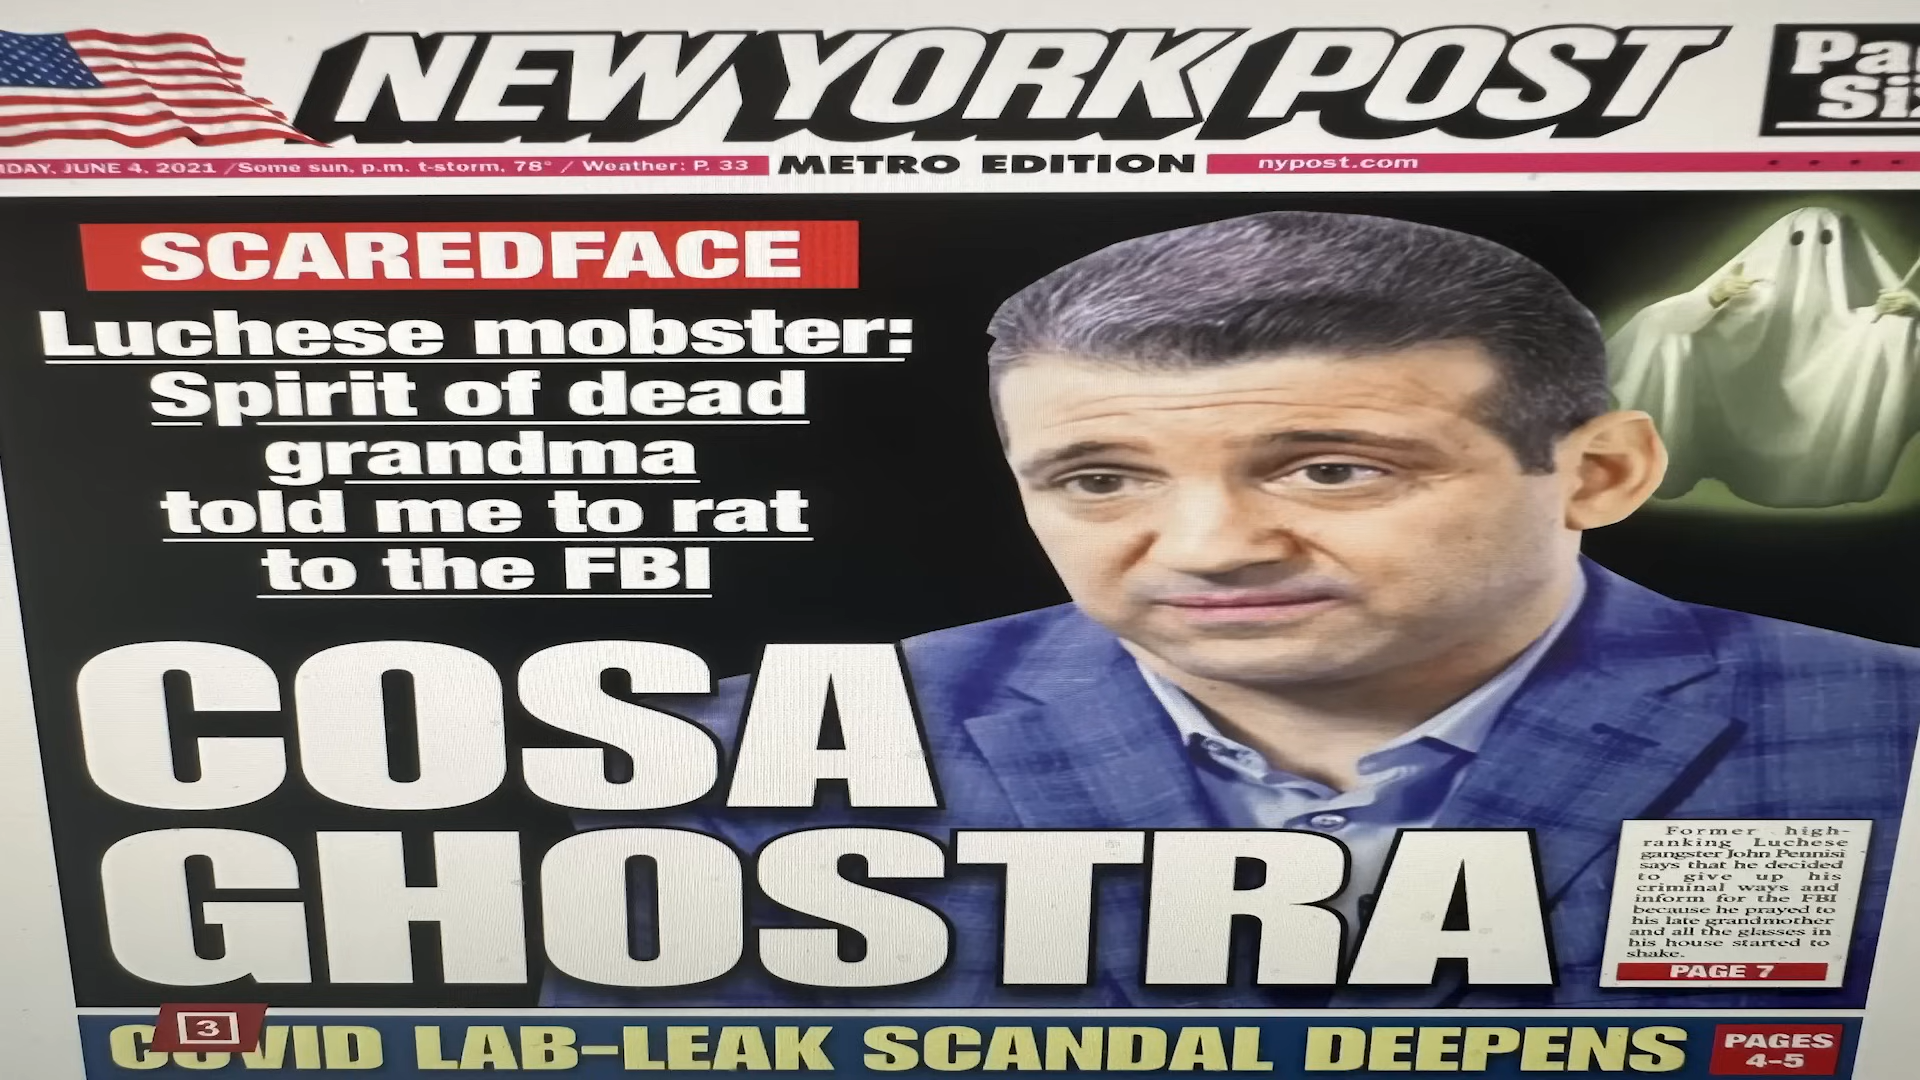 NEW YORK POST
JUNE 4, 2021 / Some sun, p.m. t-storm, 78° / Weather: P. 33
METRO EDITION
nypost.com
SCAREDFACE
Luchese mobster:
Spirit of dead
grandma
told me to rat
to the FBI
COSA
GHOSTRA
Former high-
ranking Luchese
gangster John Pennisi
says that he decided
to give up his
criminal ways and
inform for the FBI
because he prayed to
his late grandmother
and all the glasses in
his house started to
shake.
PAGE 7
3
COVID LAB-LEAK SCANDAL DEEPENS
PAGES
4-5